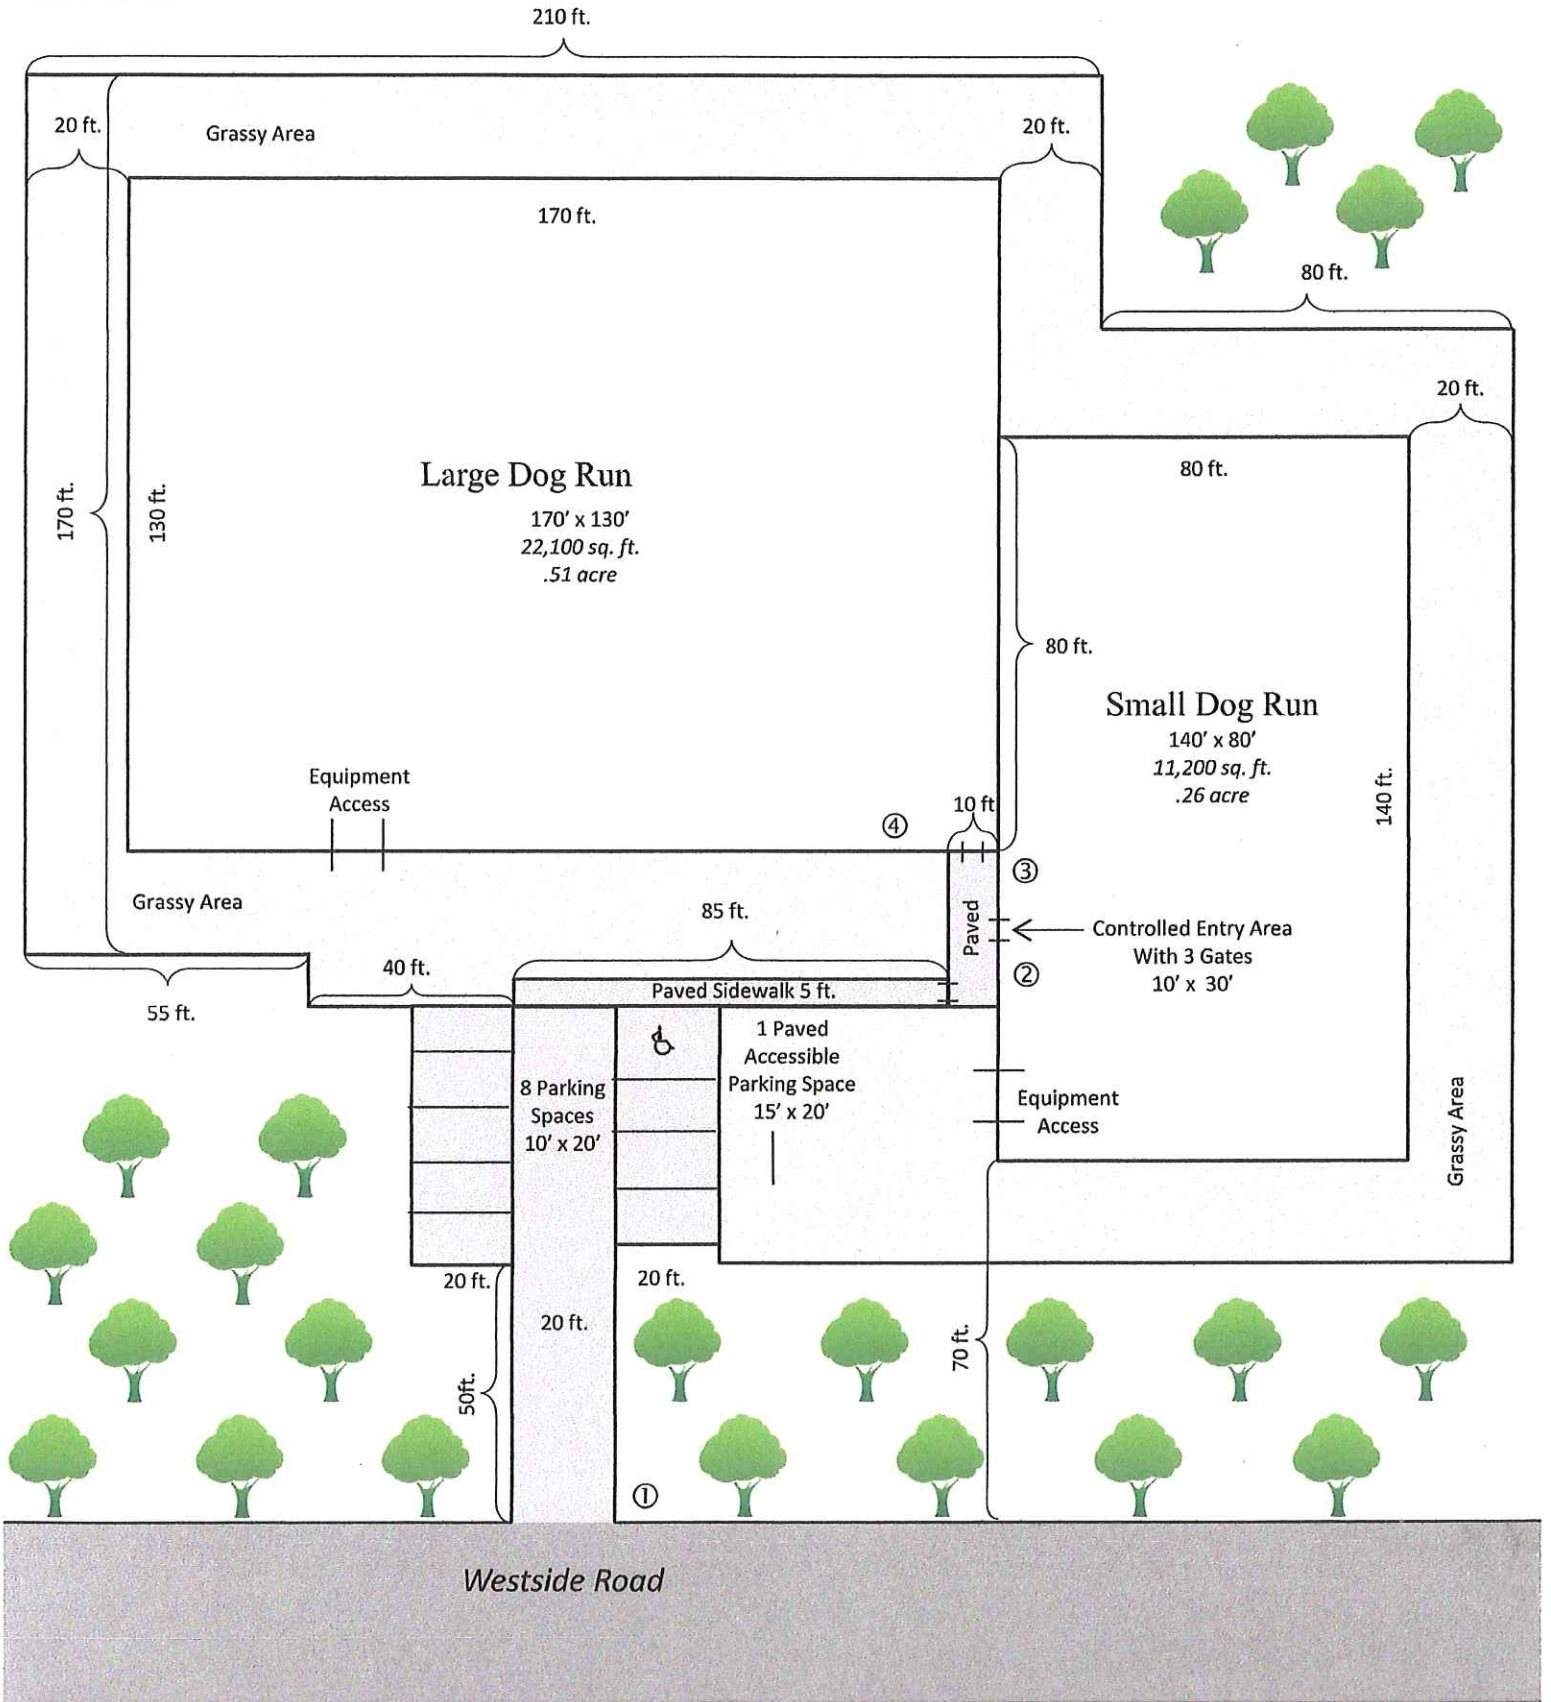 210 ft.
20 ft.
Grassy Area
20 ft.
170 ft.
80 ft.
20 ft.
80 ft.
170 ft.
130 ft.
Large Dog Run
170' x 130'
22,100 sq. ft.
.51 acre
80 ft.
Small Dog Run
140' x 80'
11,200 sq. ft.
.26 acre
140 ft.
Equipment
Access
④
10 ft
③
Grassy Area
85 ft.
Paved
Controlled Entry Area
With 3 Gates
10' x 30'
②
40 ft.
Paved Sidewalk 5 ft.
55 ft.
8 Parking
Spaces
10' x 20'
1 Paved
Accessible
Parking Space
15' x 20'
Equipment
Access
Grassy Area
20 ft.
20 ft.
20 ft.
50ft.
70 ft.
①
Westside Road